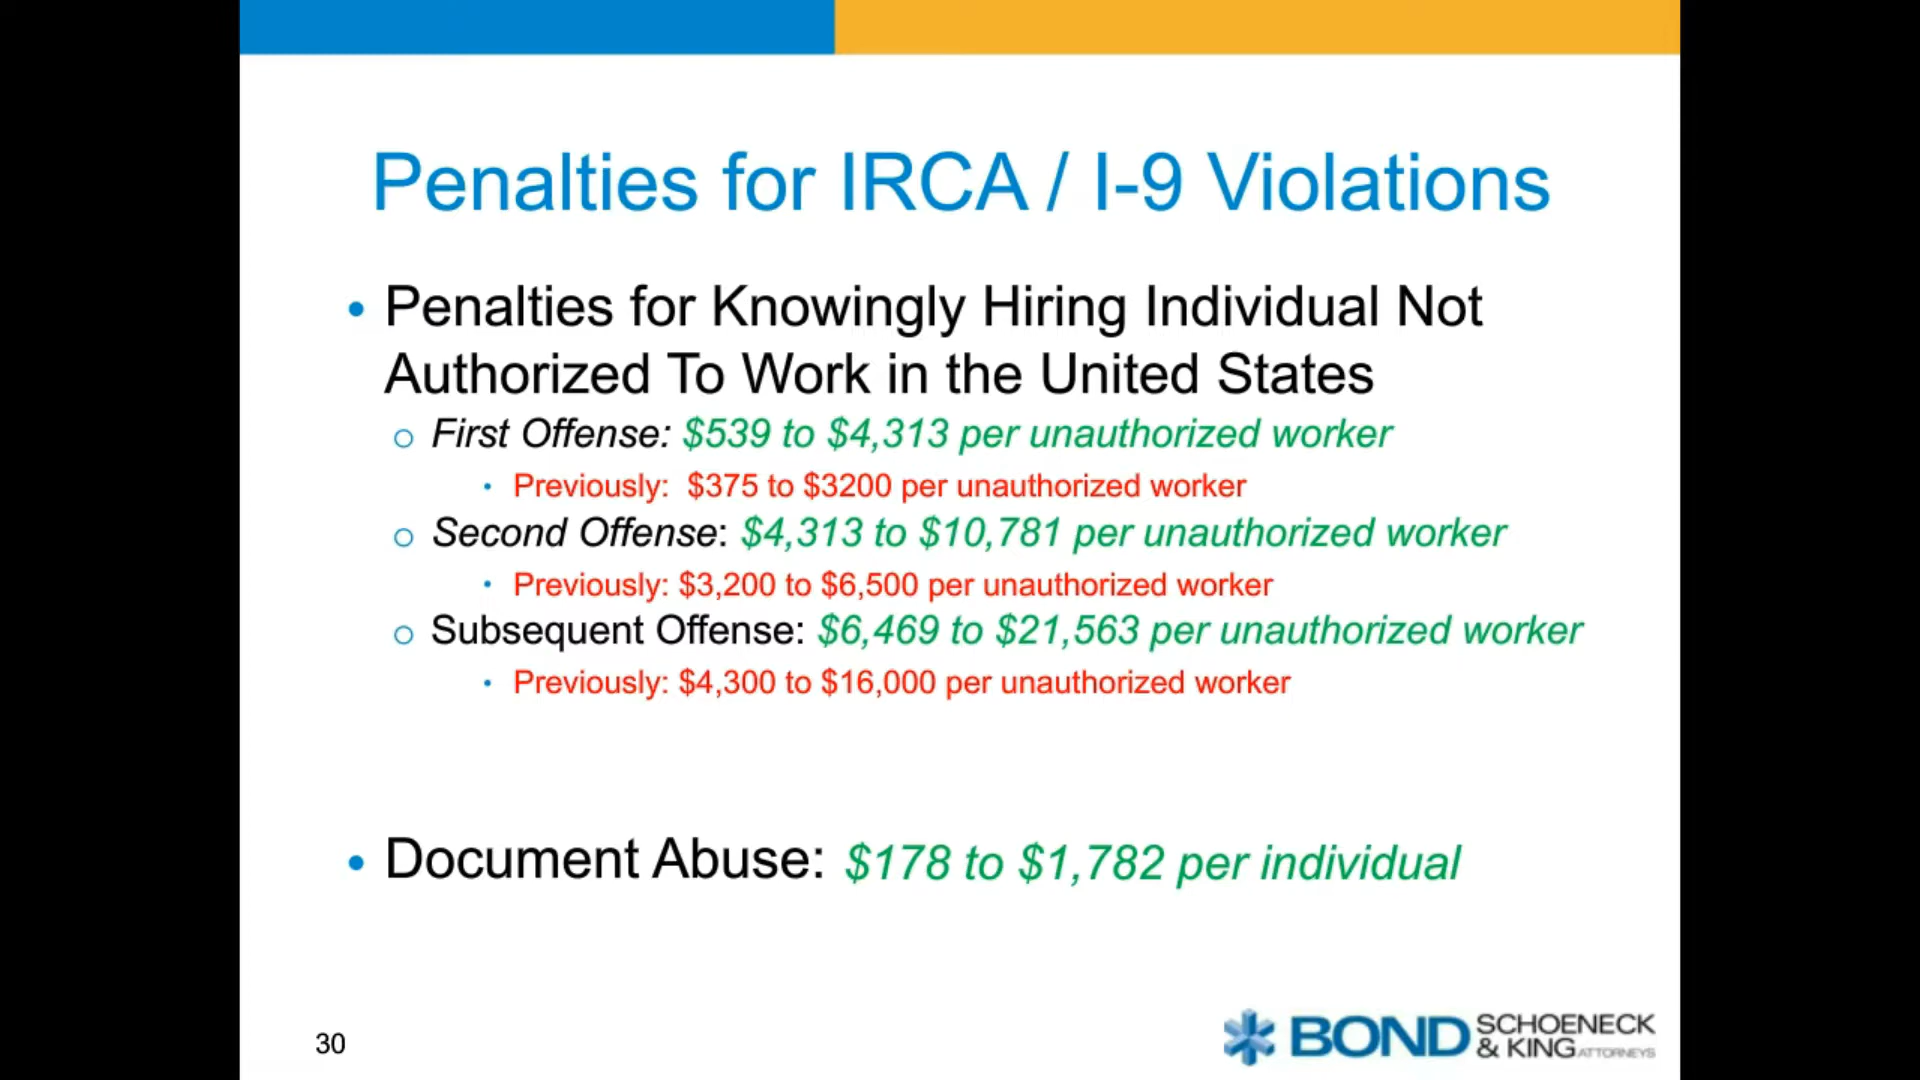 Penalties for IRCA / I-9 Violations
• Penalties for Knowingly Hiring Individual Not
Authorized To Work in the United States
o First Offense: $539 to $4,313 per unauthorized worker
• Previously:  $375 to $3200 per unauthorized worker
o Second Offense: $4,313 to $10,781 per unauthorized worker
• Previously: $3,200 to $6,500 per unauthorized worker
o Subsequent Offense: $6,469 to $21,563 per unauthorized worker
• Previously: $4,300 to $16,000 per unauthorized worker
• Document Abuse: $178 to $1,782 per individual
30
BOND SCHOENECK
& KING ATTORNEYS